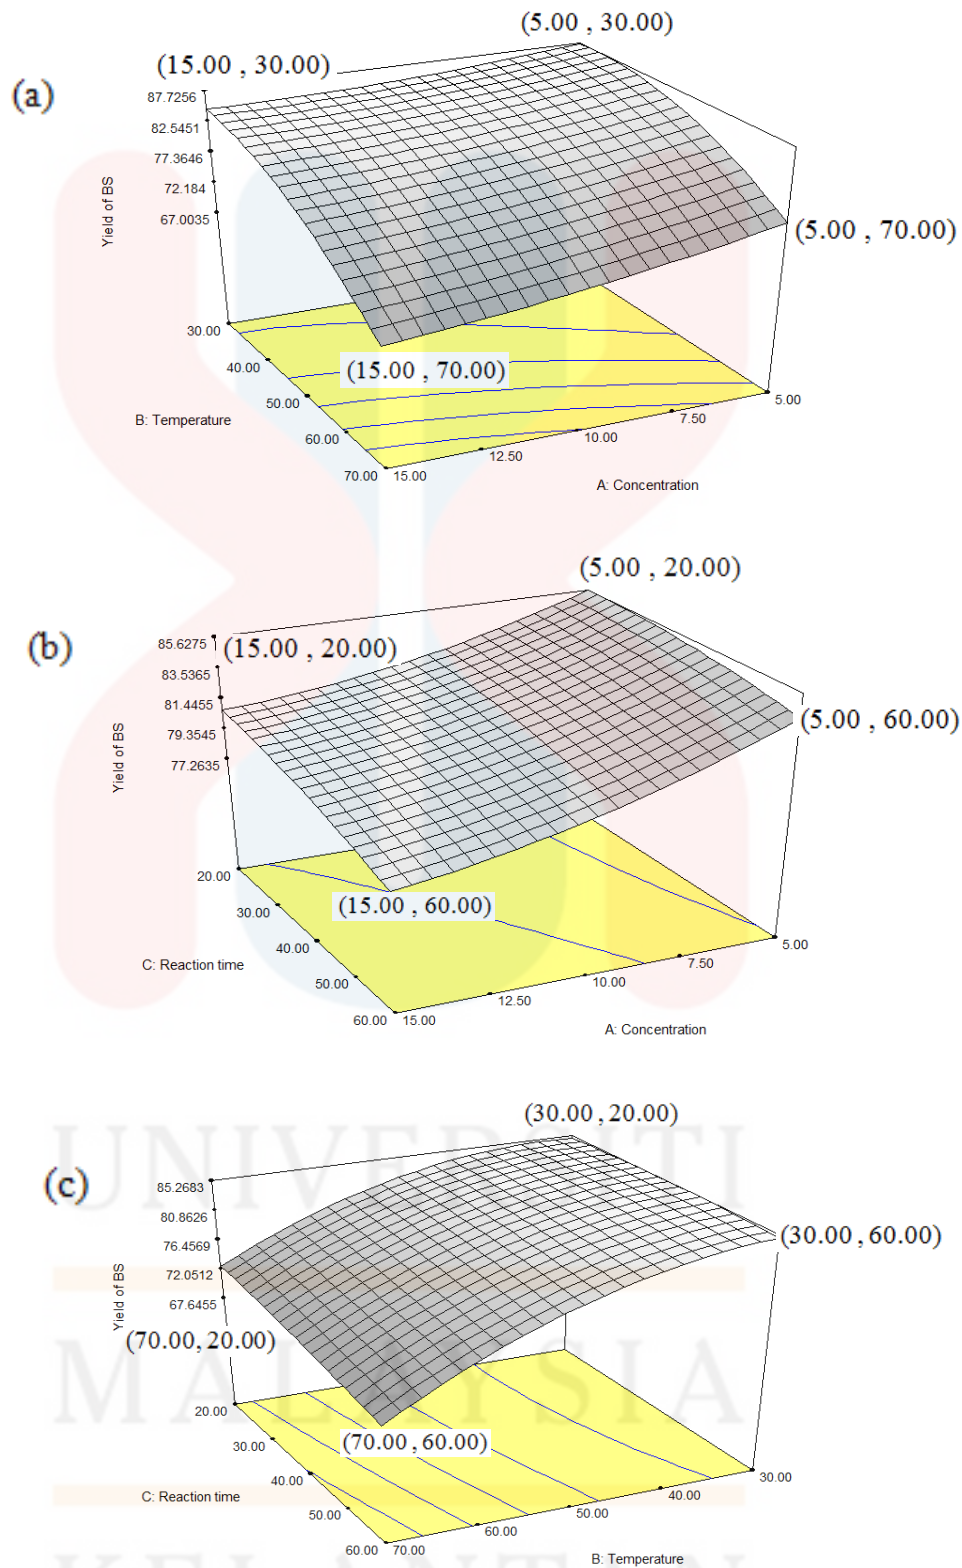 (5.00 , 30.00)
(15.00 , 30.00)
(a)
87.7256
82.5451
77.3646
72.184
67.0035
Yield of BS
(5.00 , 70.00)
(15.00 , 70.00)
30.00
40.00
50.00
60.00
70.00
B: Temperature
15.00
12.50
10.00
7.50
5.00
A: Concentration
(5.00 , 20.00)
(b)
(15.00 , 20.00)
85.6275
83.5365
81.4455
79.3545
77.2635
Yield of BS
(5.00 , 60.00)
(15.00 , 60.00)
20.00
30.00
40.00
50.00
60.00
C: Reaction time
15.00
12.50
10.00
7.50
5.00
A: Concentration
(30.00 , 20.00)
UNIVERSITI
(c)
85.2683
80.8626
76.4569
72.0512
67.6455
Yield of BS
(30.00 , 60.00)
(70.00, 20.00)
MALAYSIA
(70.00 , 60.00)
20.00
30.00
40.00
50.00
60.00
C: Reaction time
70.00
60.00
50.00
40.00
30.00
B: Temperature
KELANTAN